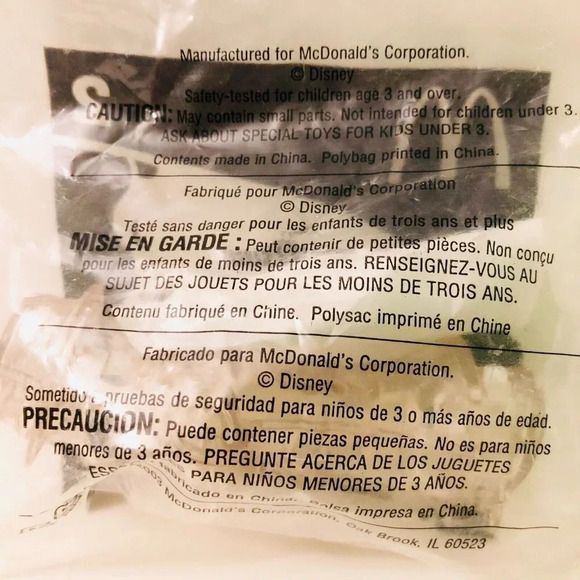 Manufactured for McDonald's Corporation.
© Disney
Safety-tested for children age 3 and over.
CAUTION: May contain small parts. Not intended for children under 3.
ASK ABOUT SPECIAL TOYS FOR KIDS UNDER 3.
Contents made in China. Polybag printed in China.
Fabriqué pour McDonald's Corporation
© Disney
Testé sans danger pour les enfants de trois ans et plus
MISE EN GARDE : Peut contenir de petites pièces. Non conçu
pour les enfants de moins de trois ans. RENSEIGNEZ-VOUS AU
SUJET DES JOUETS POUR LES MOINS DE TROIS ANS.
Contenu fabriqué en Chine. Polysac imprimé en Chine
Fabricado para McDonald's Corporation.
© Disney
Sometido a pruebas de seguridad para niños de 3 o más años de edad.
PRECAUCION: Puede contener piezas pequeñas. No es para niños
menores de 3 años. PREGUNTE ACERCA DE LOS JUGUETES
PARA NIÑOS MENORES DE 3 AÑOS.
fabricado en China. Bolsa impresa en China.
McDonald's Corporation, Oak Brook, IL 60523